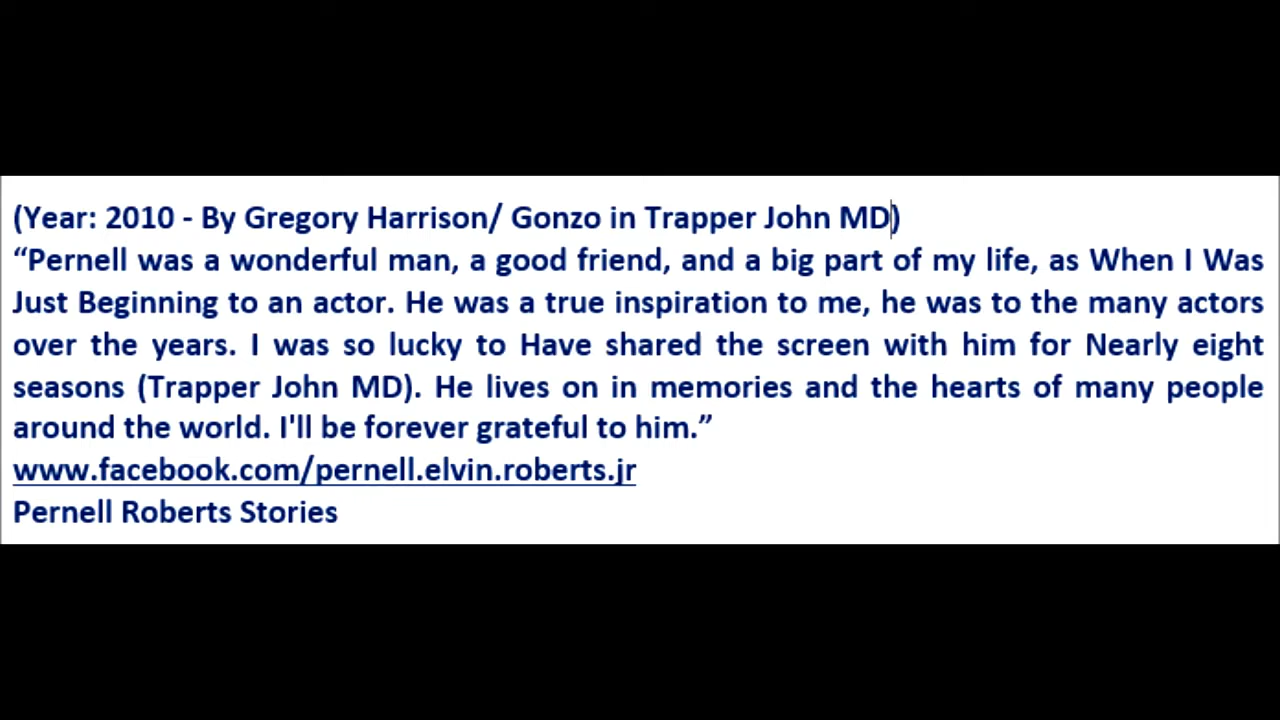 (Year: 2010 - By Gregory Harrison/ Gonzo in Trapper John MD)
“Pernell was a wonderful man, a good friend, and a big part of my life, as When I Was
Just Beginning to an actor. He was a true inspiration to me, he was to the many actors
over the years. I was so lucky to Have shared the screen with him for Nearly eight
seasons (Trapper John MD). He lives on in memories and the hearts of many people
around the world. I'll be forever grateful to him.”
www.facebook.com/pernell.elvin.roberts.jr
Pernell Roberts Stories